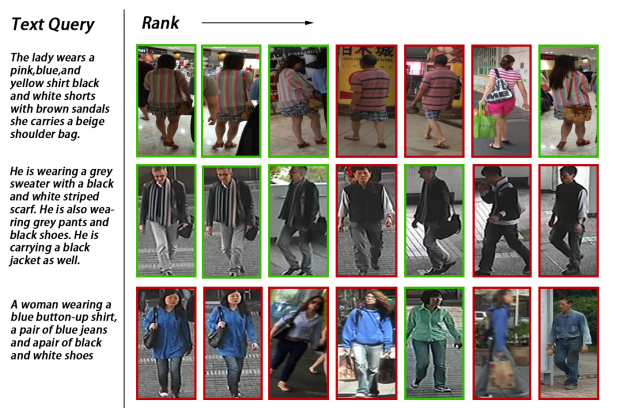 Text Query
Rank
The lady wears a
pink,blue,and
yellow shirt black
and white shorts
with brown sandals
she carries a beige
shoulder bag.
He is wearing a grey
sweater with a black
and white striped
scarf. He is also wea-
ring grey pants and
black shoes. He is
carrying a black
jacket as well.
A woman wearing a
blue button-up shirt,
a pair of blue jeans
and apair of black
and white shoes